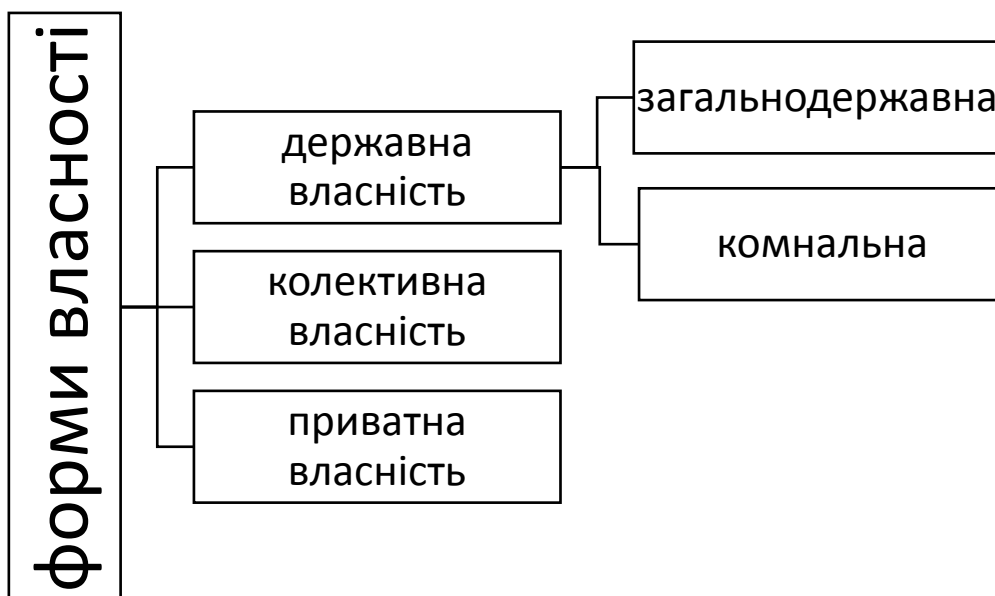 форми власності
державна
власність
загальнодержавна
комнальна
колективна
власність
приватна
власність